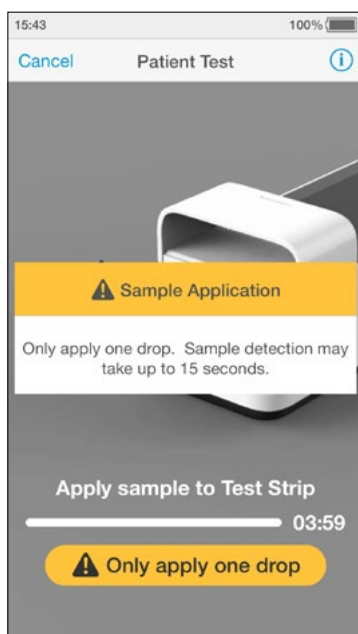 15:43 100%
Cancel Patient Test
Sample Application
Only apply one drop. Sample detection may
take up to 15 seconds.
Apply sample to Test Strip
03:59
Only apply one drop